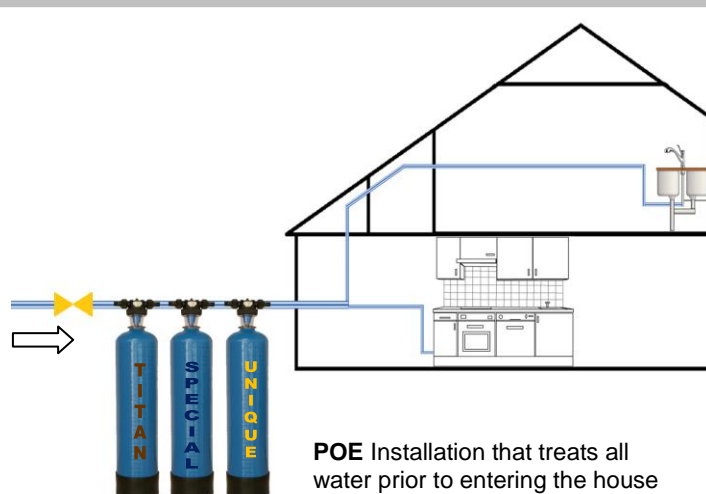 TITAN
SPECIAL
UNIQUE
POE Installation that treats all
water prior to entering the house